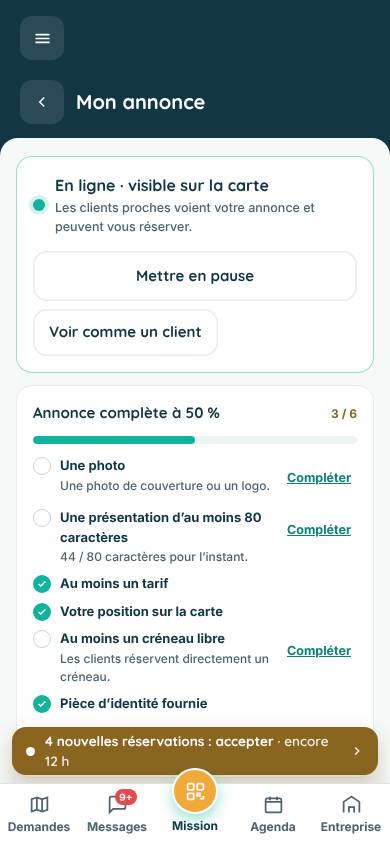 Mon annonce
En ligne · visible sur la carte
Les clients proches voient votre annonce et
peuvent vous réserver.
Mettre en pause
Voir comme un client
Annonce complète à 50 %
3 / 6
Une photo
Une photo de couverture ou un logo.
Compléter
Une présentation d’au moins 80
caractères
44 / 80 caractères pour l’instant.
Compléter
Au moins un tarif
Votre position sur la carte
Au moins un créneau libre
Les clients réservent directement un
créneau.
Compléter
Pièce d’identité fournie
4 nouvelles réservations : accepter · encore
12 h
9+
Demandes
Messages
Mission
Agenda
Entreprise